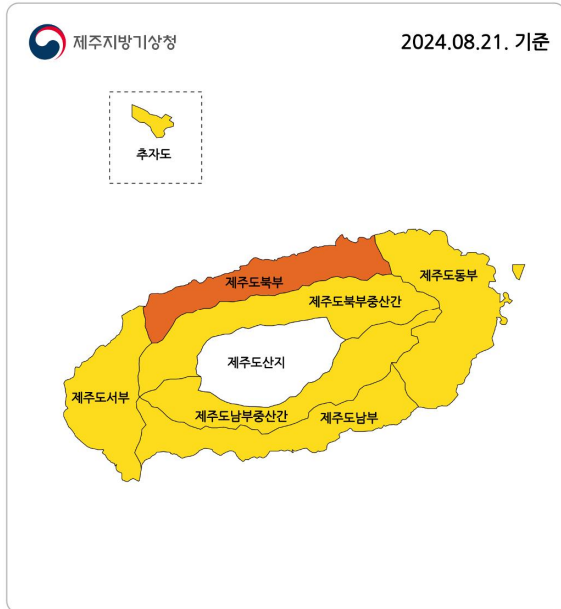 제주지방기상청
2024.08.21. 기준
추자도
제주도북부
제주도동부
제주도북부중산간
제주도산지
제주도서부
제주도남부중산간
제주도남부